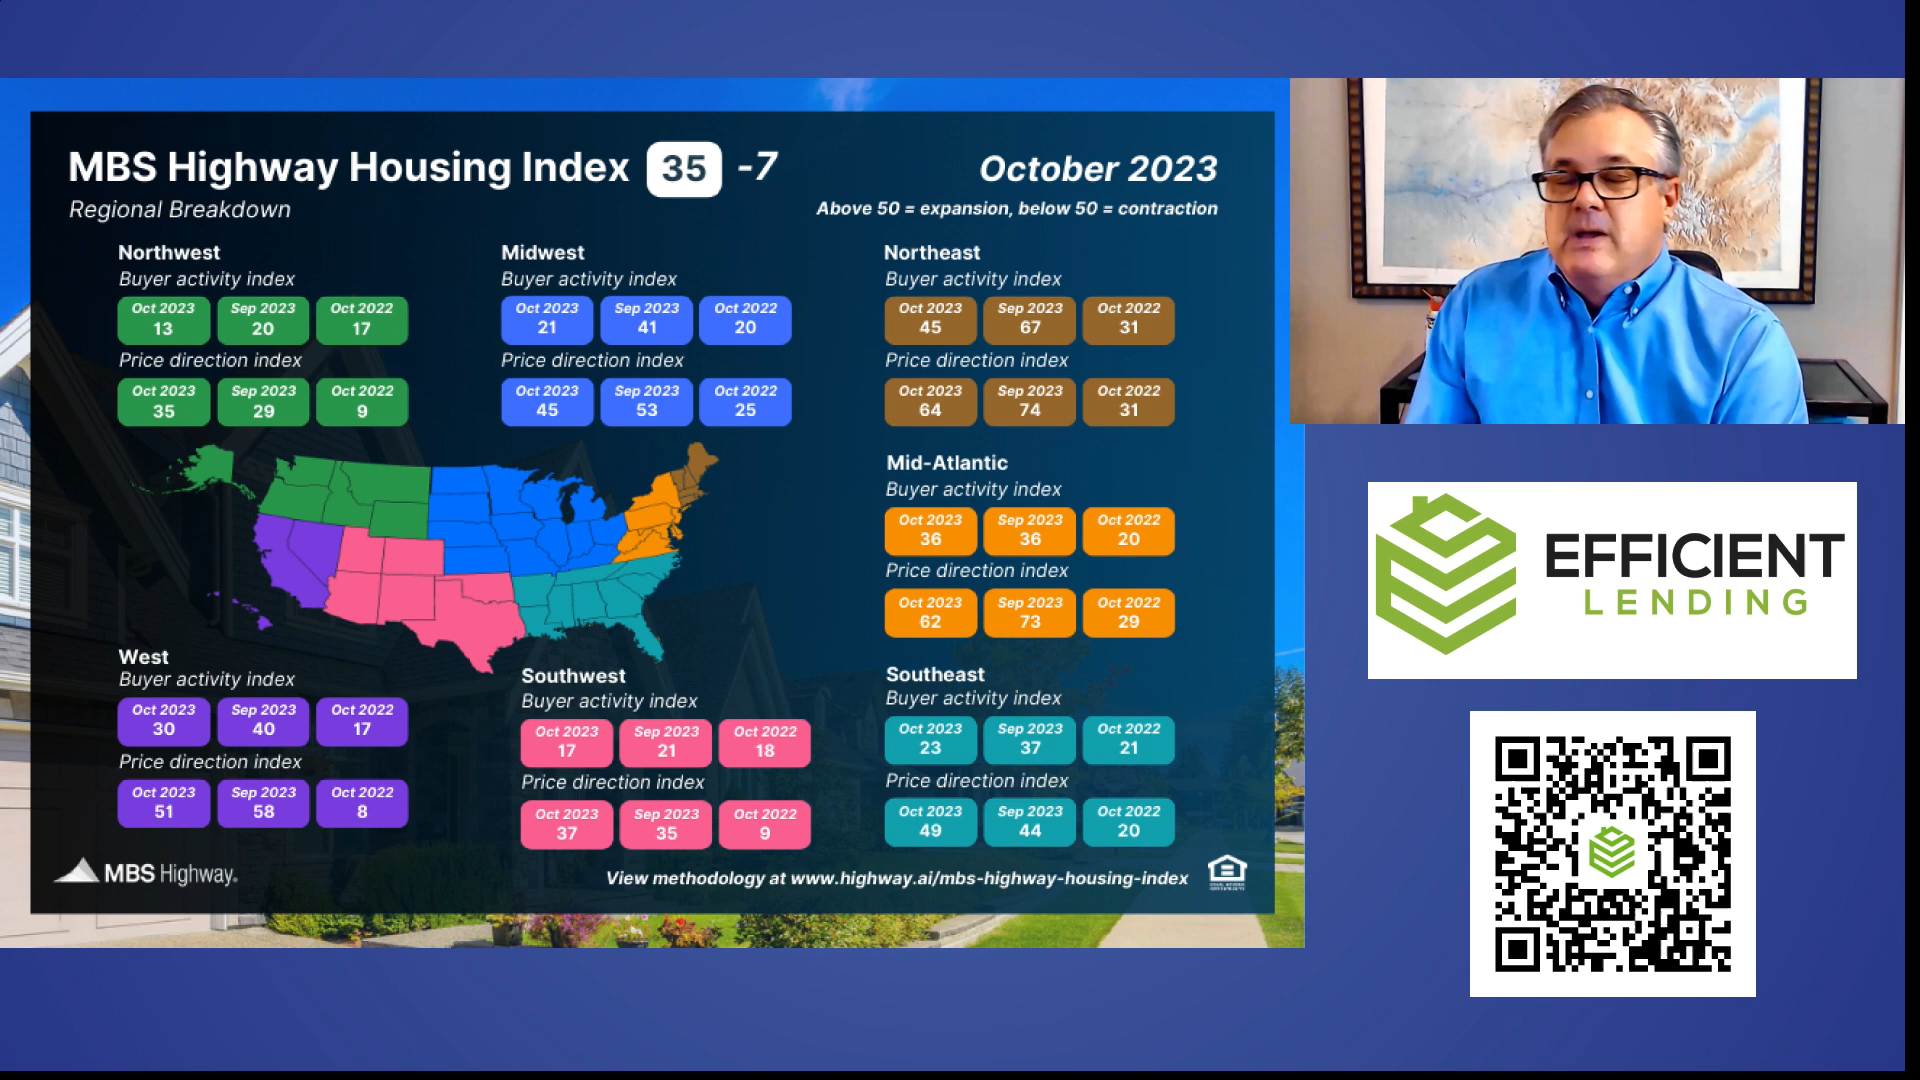 MBS Highway Housing Index 35 -7
October 2023
Regional Breakdown
Above 50 = expansion, below 50 = contraction
Northwest
Buyer activity index
Oct 2023 Sep 2023 Oct 2022
13 20 17
Price direction index
Oct 2023 Sep 2023 Oct 2022
35 29 9
Midwest
Buyer activity index
Oct 2023 Sep 2023 Oct 2022
21 41 20
Price direction index
Oct 2023 Sep 2023 Oct 2022
45 53 25
Northeast
Buyer activity index
Oct 2023 Sep 2023 Oct 2022
45 67 31
Price direction index
Oct 2023 Sep 2023 Oct 2022
64 74 31
Mid-Atlantic
Buyer activity index
Oct 2023 Sep 2023 Oct 2022
36 36 20
Price direction index
Oct 2023 Sep 2023 Oct 2022
62 73 29
West
Buyer activity index
Oct 2023 Sep 2023 Oct 2022
30 40 17
Price direction index
Oct 2023 Sep 2023 Oct 2022
51 58 8
Southwest
Buyer activity index
Oct 2023 Sep 2023 Oct 2022
17 21 18
Price direction index
Oct 2023 Sep 2023 Oct 2022
37 35 9
Southeast
Buyer activity index
Oct 2023 Sep 2023 Oct 2022
23 37 21
Price direction index
Oct 2023 Sep 2023 Oct 2022
49 44 20
MBS Highway.
View methodology at www.highway.ai/mbs-highway-housing-index
EFFICIENT
LENDING